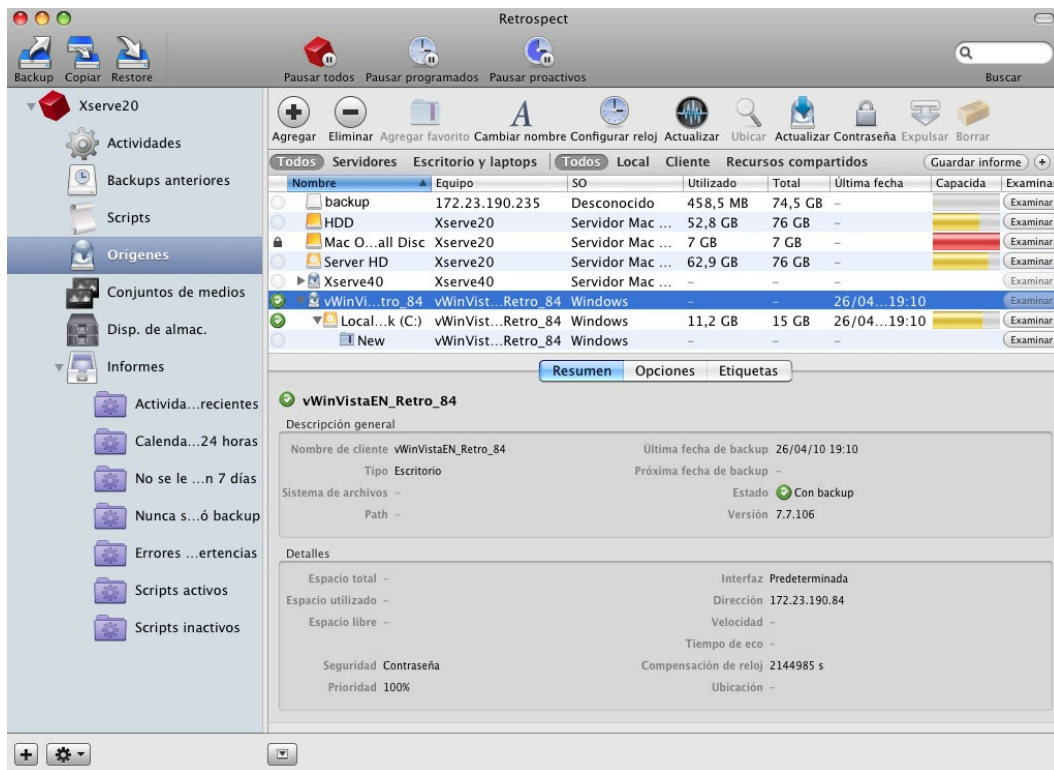 Retrospect
Backup Copiar Restore Pausar todos Pausar programados Pausar proactivos Buscar
Xserve20
Actividades
Backups anteriores
Scripts
Orígenes
Conjuntos de medios
Disp. de almac.
Informes
Activida...recientes
Calenda...24 horas
No se le ...n 7 días
Nunca s...ó backup
Errores ...ertencias
Scripts activos
Scripts inactivos
Agregar Eliminar Agregar favorito Cambiar nombre Configurar reloj Actualizar Ubicar Actualizar Contraseña Expulsar Borrar
Todos Servidores Escritorio y laptops Todos Local Cliente Recursos compartidos Guardar informe +
Nombre Equipo SO Utilizado Total Última fecha Capacida Examinar
backup 172.23.190.235 Desconocido 458,5 MB 74,5 GB – Examinar
HDD Xserve20 Servidor Mac ... 52,8 GB 76 GB – Examinar
Mac O...all Disc Xserve20 Servidor Mac ... 7 GB 7 GB – Examinar
Server HD Xserve20 Servidor Mac ... 62,9 GB 76 GB – Examinar
Xserve40 Xserve40 Servidor Mac ... – – – Examinar
vWinVi...tro_84 vWinVist...Retro_84 Windows – – 26/04...19:10 Examinar
Local...k (C:) vWinVist...Retro_84 Windows 11,2 GB 15 GB 26/04...19:10 Examinar
New vWinVist...Retro_84 Windows – – – Examinar
Resumen Opciones Etiquetas
vWinVistaEN_Retro_84
Descripción general
Nombre de cliente vWinVistaEN_Retro_84 Última fecha de backup 26/04/10 19:10
Tipo Escritorio Próxima fecha de backup –
Sistema de archivos – Estado Con backup
Path – Versión 7.7.106
Detalles
Espacio total – Interfaz Predeterminada
Espacio utilizado – Dirección 172.23.190.84
Espacio libre – Velocidad –
Tiempo de eco –
Seguridad Contraseña Compensación de reloj 2144985 s
Prioridad 100% Ubicación –